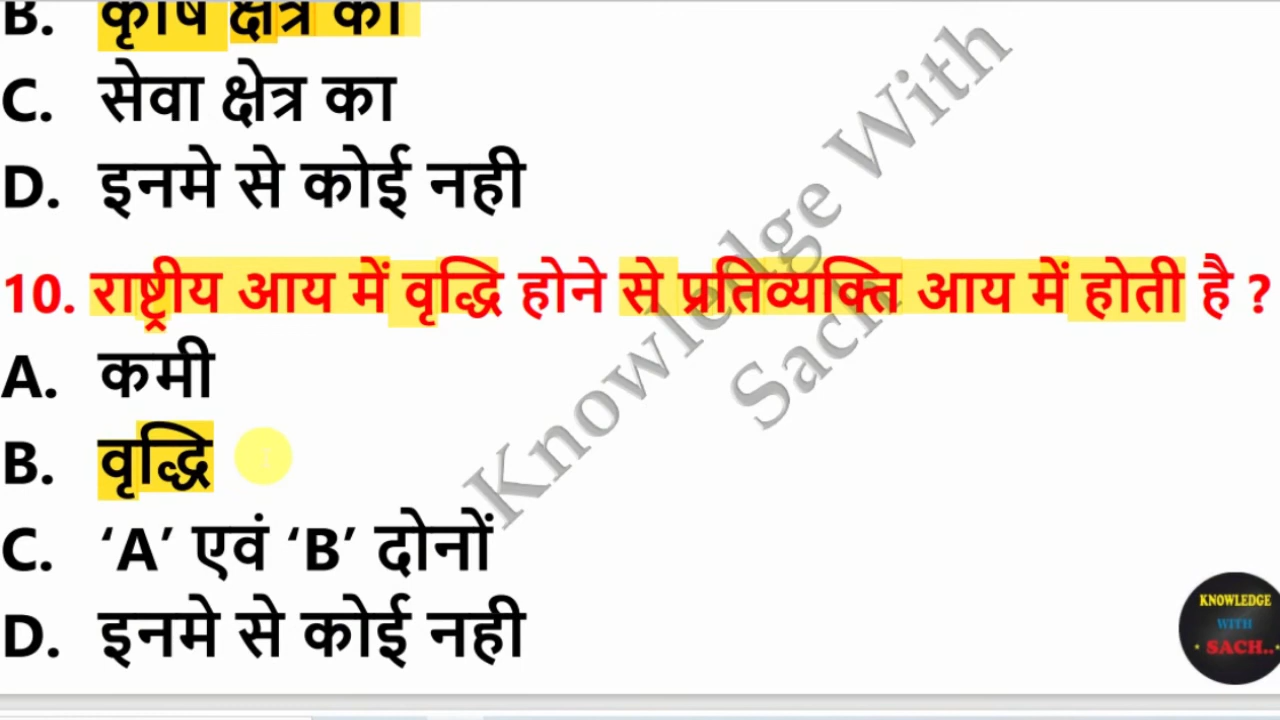 B. कृषि क्षेत्र का
C. सेवा क्षेत्र का
D. इनमे से कोई नही
10. राष्ट्रीय आय में वृद्धि होने से प्रतिव्यक्ति आय में होती है ?
A. कमी
B. वृद्धि
C. ‘A’ एवं ‘B’ दोनों
D. इनमे से कोई नही
Knowledge With
Sach
KNOWLEDGE
WITH
SACH..